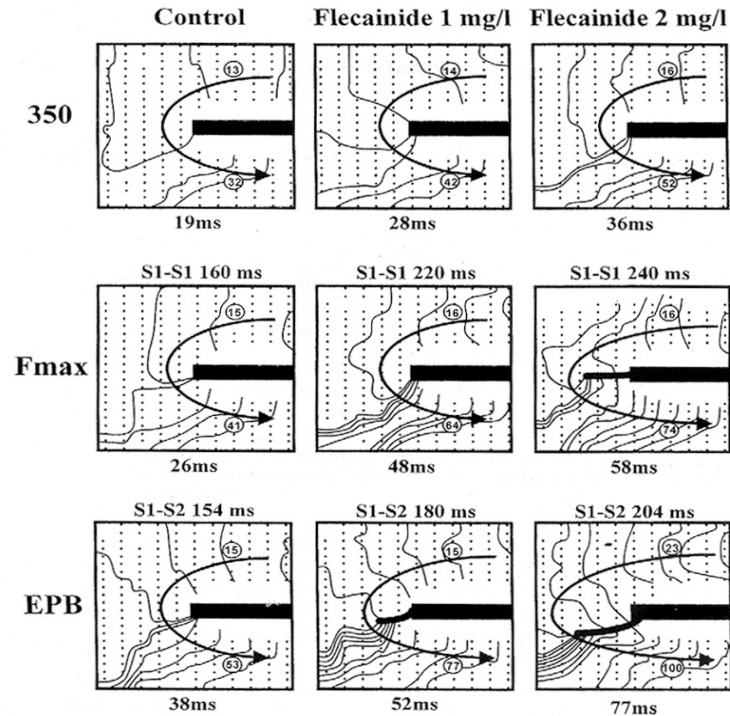 Control Flecainide 1 mg/l Flecainide 2 mg/l
350
13 14 16
32 42 52
19ms 28ms 36ms
S1-S1 160 ms S1-S1 220 ms S1-S1 240 ms
Fmax
15 16 16
41 64 74
26ms 48ms 58ms
S1-S2 154 ms S1-S2 180 ms S1-S2 204 ms
EPB
15 15 23
53 77 100
38ms 52ms 77ms